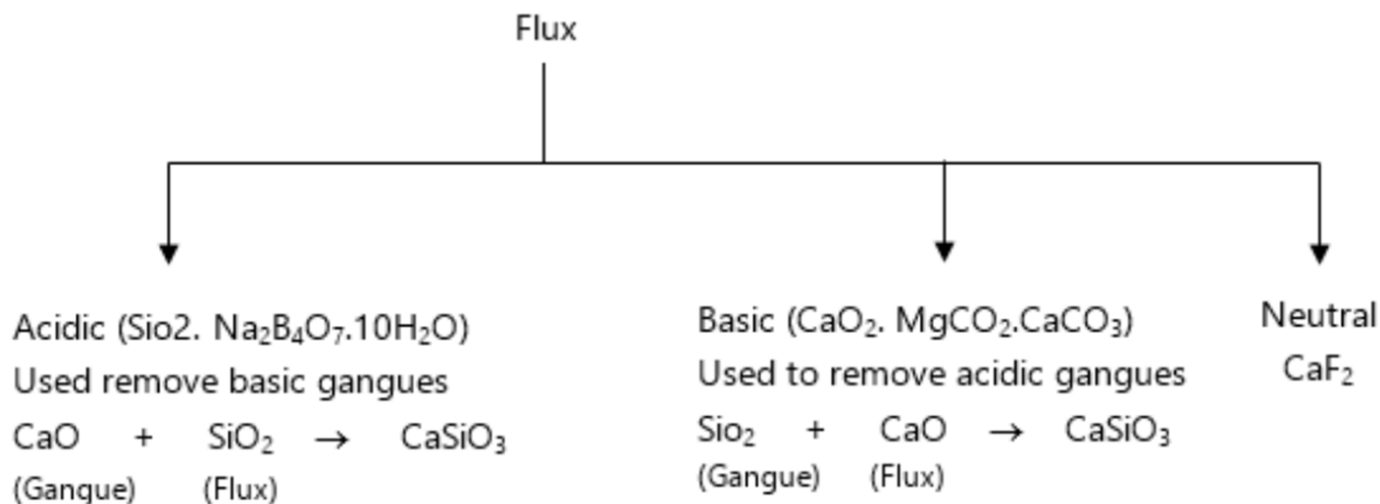 Flux
Acidic (Sio2. Na₂B₄O₇.10H₂O)
Used remove basic gangues
CaO + SiO₂ → CaSiO₃
(Gangue) (Flux)
Basic (CaO₂. MgCO₂.CaCO₃)
Used to remove acidic gangues
Sio₂ + CaO → CaSiO₃
(Gangue) (Flux)
Neutral
CaF₂